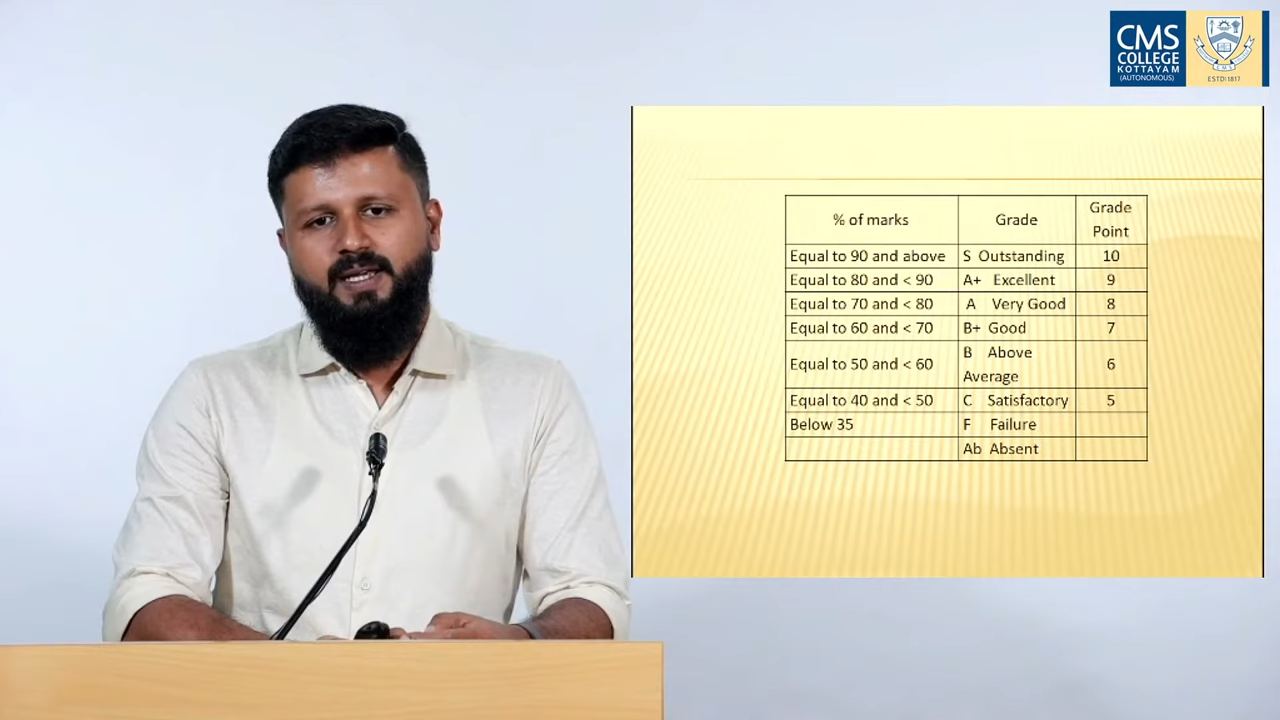 CMS
COLLEGE
KOTTAYAM
(AUTONOMOUS)
ESTD:1817
% of marks Grade Grade Point
Equal to 90 and above S Outstanding 10
Equal to 80 and < 90 A+ Excellent 9
Equal to 70 and < 80 A Very Good 8
Equal to 60 and < 70 B+ Good 7
Equal to 50 and < 60 B Above Average 6
Equal to 40 and < 50 C Satisfactory 5
Below 35 F Failure
Ab Absent